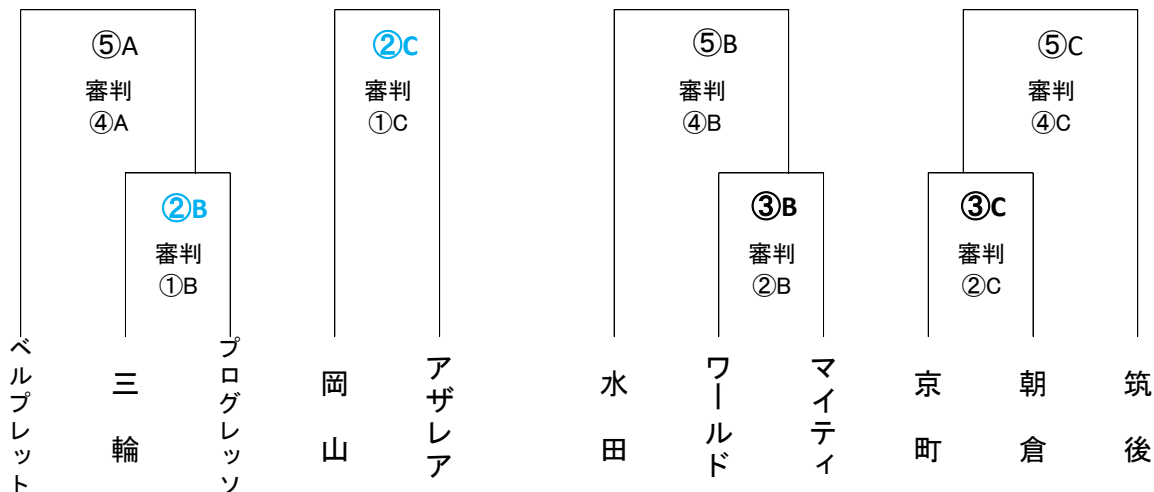 ⑤A
審判
④A
②C
審判
①C
⑤B
審判
④B
⑤C
審判
④C
②B
審判
①B
③B
審判
②B
③C
審判
②C
ベルプレット
三輪
プログレッソ
岡山
アザレア
水田
ワールド
マイティ
京町
朝倉
筑後